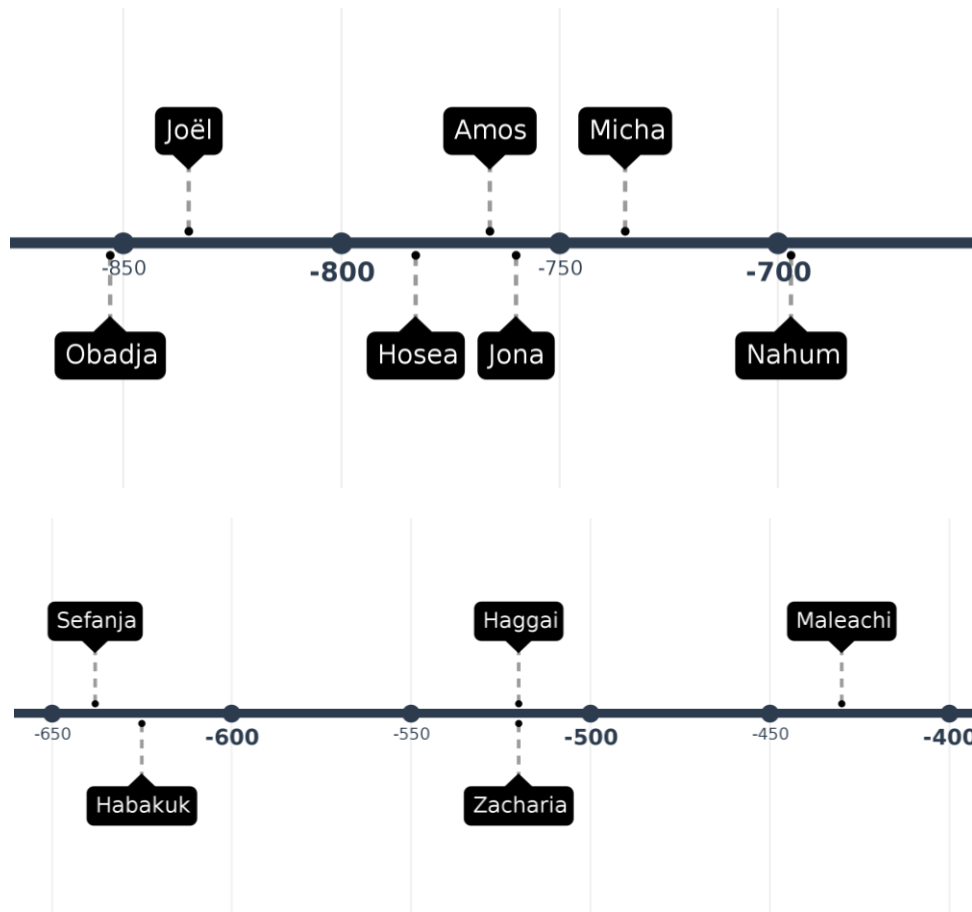 Joël
Amos
Micha
-850
-800
-750
-700
Obadja
Hosea
Jona
Nahum
Sefanja
Haggai
Maleachi
-650
-600
-550
-500
-450
-400
Habakuk
Zacharia